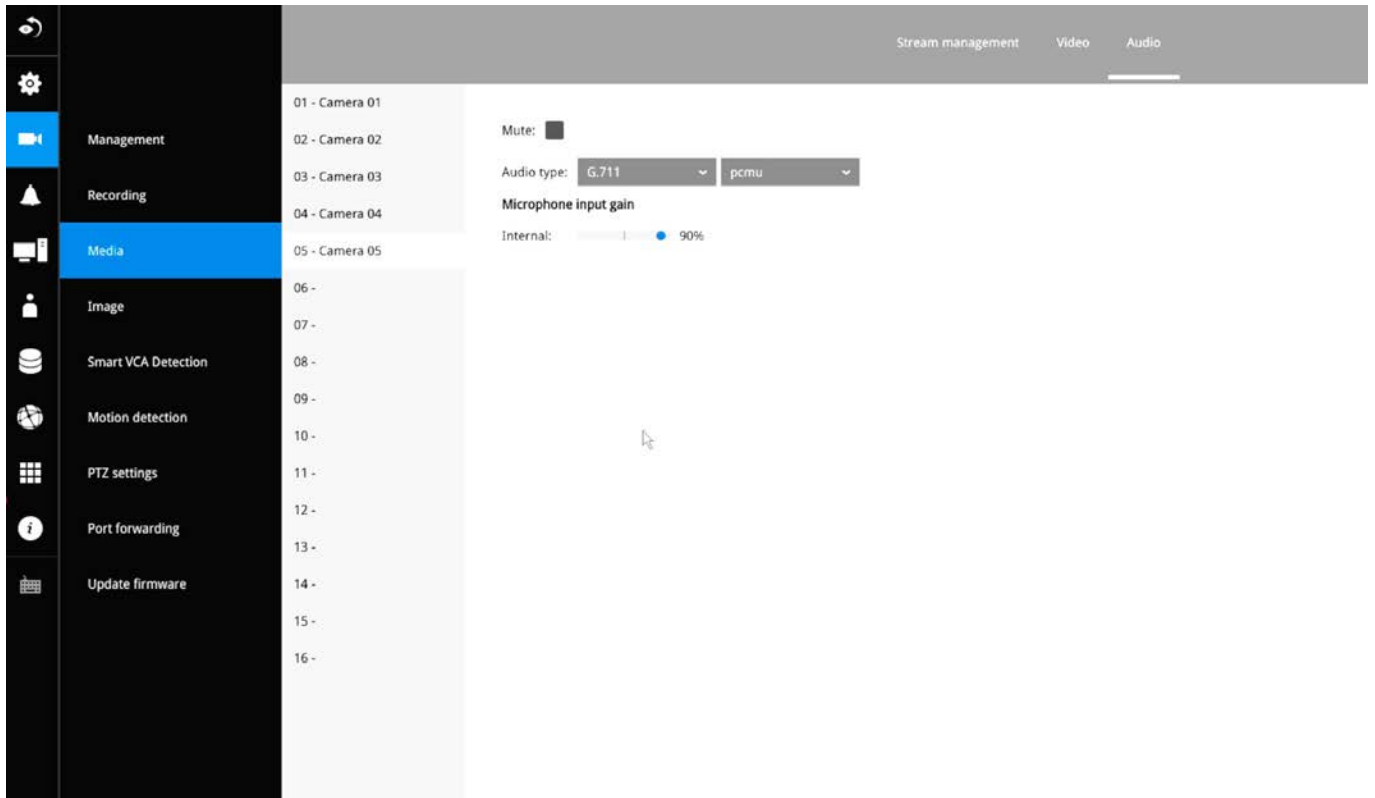 Stream management Video Audio
Management
Recording
Media
Image
Smart VCA Detection
Motion detection
PTZ settings
Port forwarding
Update firmware
01 - Camera 01
02 - Camera 02
03 - Camera 03
04 - Camera 04
05 - Camera 05
06 -
07 -
08 -
09 -
10 -
11 -
12 -
13 -
14 -
15 -
16 -
Mute:
Audio type: G.711 pcmu
Microphone input gain
Internal: 90%